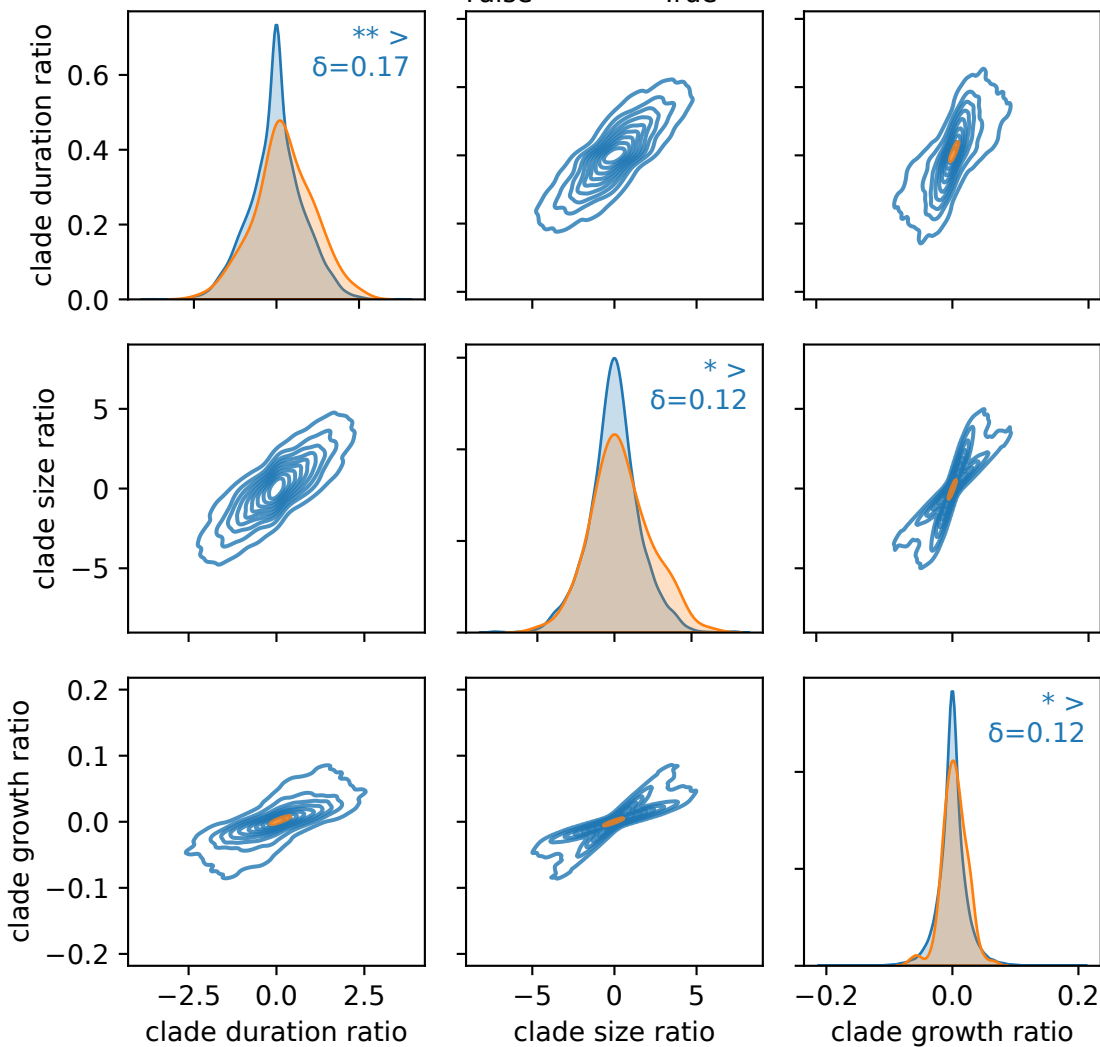 False True
clade duration ratio
0.6
0.4
0.2
0.0
** >
δ=0.17
clade size ratio
5
0
−5
* >
δ=0.12
clade growth ratio
0.2
0.1
0.0
−0.1
−0.2
* >
δ=0.12
−2.5 0.0 2.5
−5 0 5
−0.2 0.0 0.2
clade duration ratio
clade size ratio
clade growth ratio